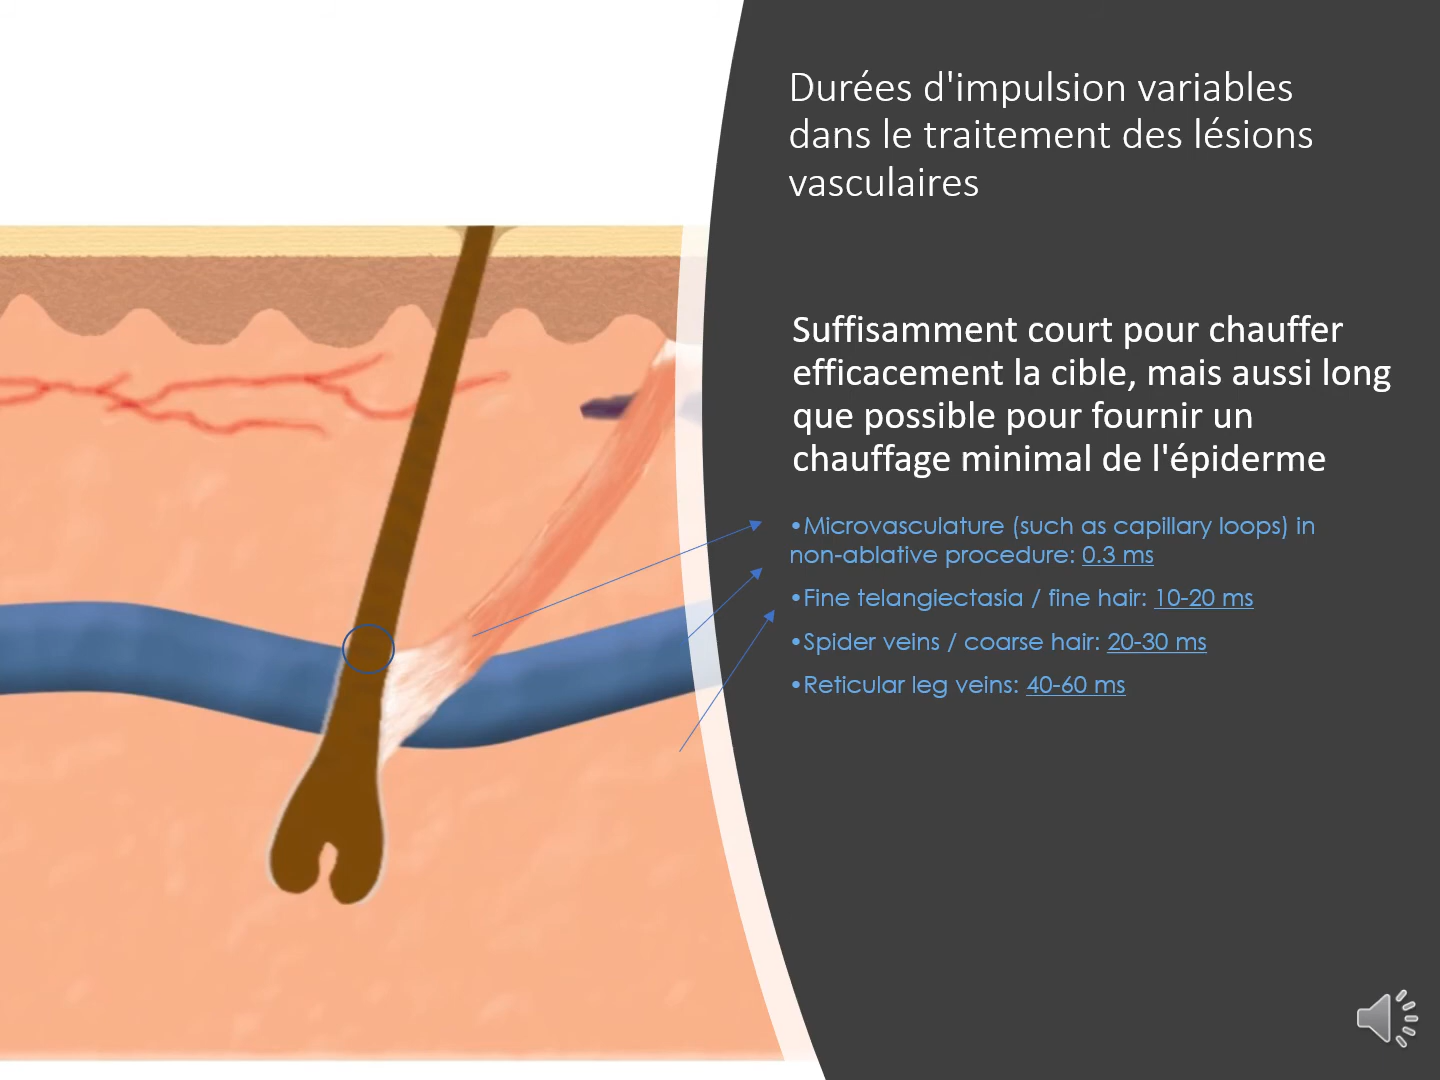 Durées d'impulsion variables
dans le traitement des lésions
vasculaires
Suffisamment court pour chauffer
efficacement la cible, mais aussi long
que possible pour fournir un
chauffage minimal de l'épiderme
•Microvasculature (such as capillary loops) in
non-ablative procedure: 0.3 ms
•Fine telangiectasia / fine hair: 10-20 ms
•Spider veins / coarse hair: 20-30 ms
•Reticular leg veins: 40-60 ms